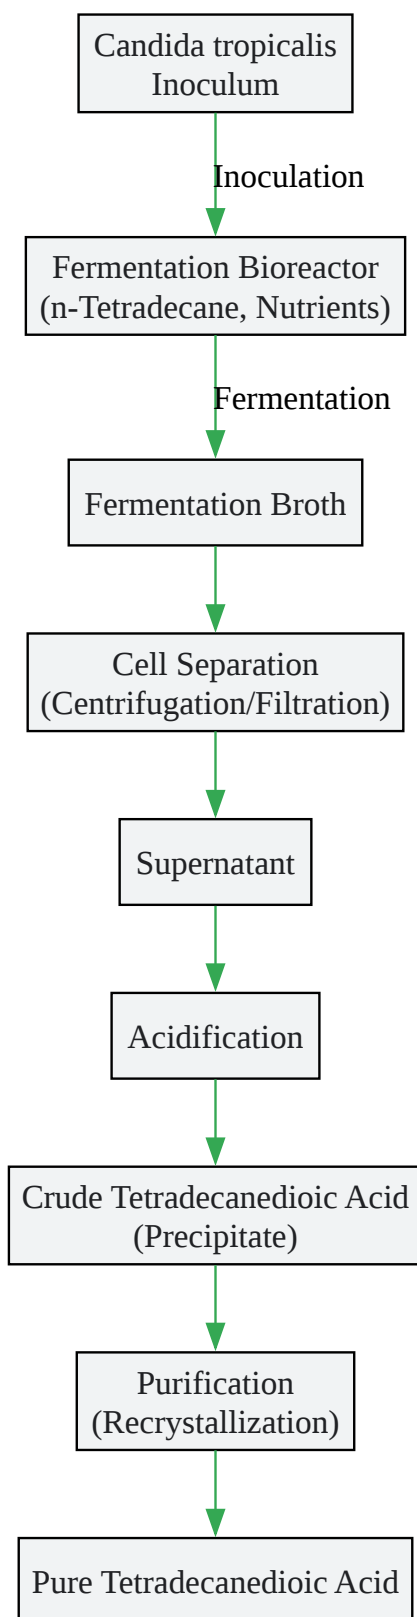 Candida tropicalis
Inoculum
Inoculation
Fermentation Bioreactor
(n-Tetradecane, Nutrients)
Fermentation
Fermentation Broth
Cell Separation
(Centrifugation/Filtration)
Supernatant
Acidification
Crude Tetradecanedioic Acid
(Precipitate)
Purification
(Recrystallization)
Pure Tetradecanedioic Acid